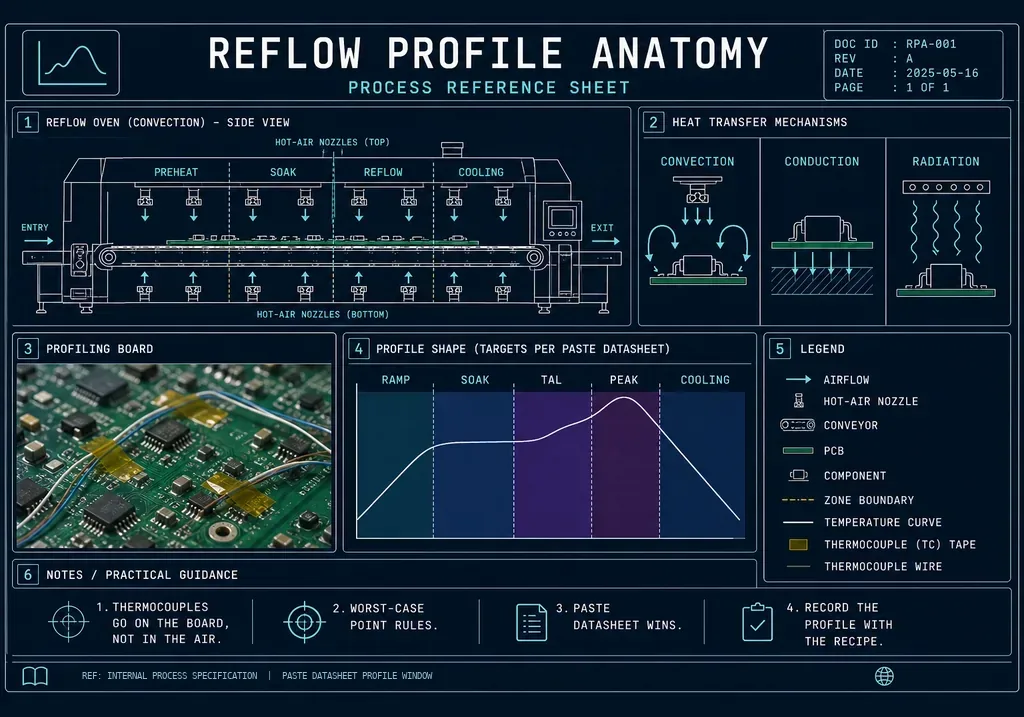 REFLOW PROFILE ANATOMY
PROCESS REFERENCE SHEET
DOC ID : RPA-001
REV : A
DATE : 2025-05-16
PAGE : 1 OF 1
1 REFLOW OVEN (CONVECTION) – SIDE VIEW
HOT-AIR NOZZLES (TOP)
PREHEAT SOAK REFLOW COOLING
ENTRY
EXIT
HOT-AIR NOZZLES (BOTTOM)
2 HEAT TRANSFER MECHANISMS
CONVECTION CONDUCTION RADIATION
3 PROFILING BOARD
4 PROFILE SHAPE (TARGETS PER PASTE DATASHEET)
RAMP SOAK TAL PEAK COOLING
5 LEGEND
AIRFLOW
HOT-AIR NOZZLE
CONVEYOR
PCB
COMPONENT
ZONE BOUNDARY
TEMPERATURE CURVE
THERMOCOUPLE (TC) TAPE
THERMOCOUPLE WIRE
6 NOTES / PRACTICAL GUIDANCE
1. THERMOCOUPLES
GO ON THE BOARD,
NOT IN THE AIR.
2. WORST-CASE
POINT RULES.
3. PASTE
DATASHEET WINS.
4. RECORD THE
PROFILE WITH
THE RECIPE.
REF: INTERNAL PROCESS SPECIFICATION | PASTE DATASHEET PROFILE WINDOW